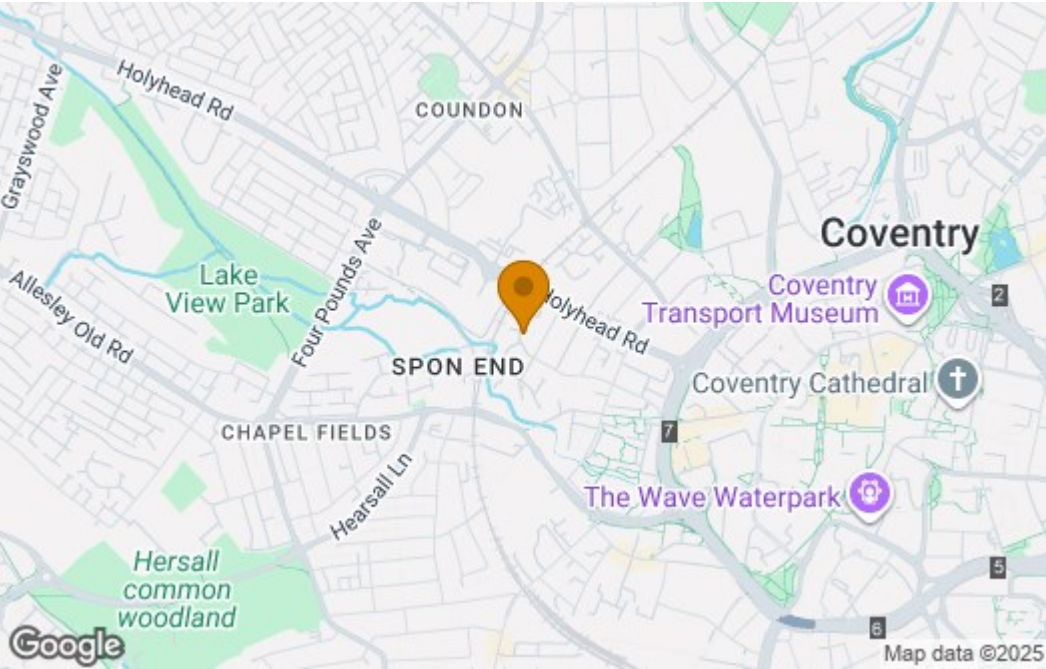 Holyhead Rd
Grayswood Ave
COUNDON
Coventry
Four Pounds Ave
Lake
View Park
Coventry
Transport Museum
2
Allesley Old Rd
Holyhead Rd
SPON END
Coventry Cathedral
CHAPEL FIELDS
7
Hearsall Ln
The Wave Waterpark
Hersall
common
woodland
5
6
Google
Map data ©2025